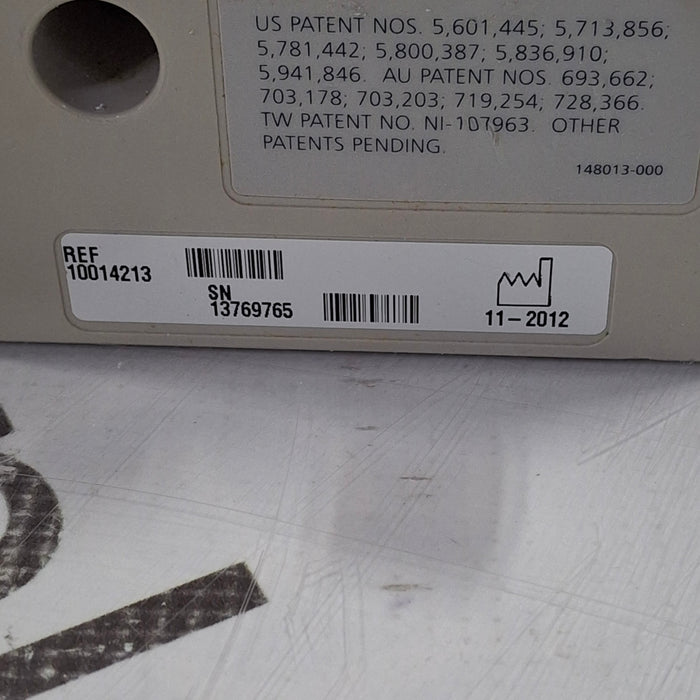 US PATENT NOS. 5,601,445; 5,713,856;
5,781,442; 5,800,387; 5,836,910;
5,941,846. AU PATENT NOS. 693,662;
703,178; 703,203; 719,254; 728,366.
TW PATENT NO. NI-107963. OTHER
PATENTS PENDING.
148013-000
REF
10014213
SN
13769765
11-2012